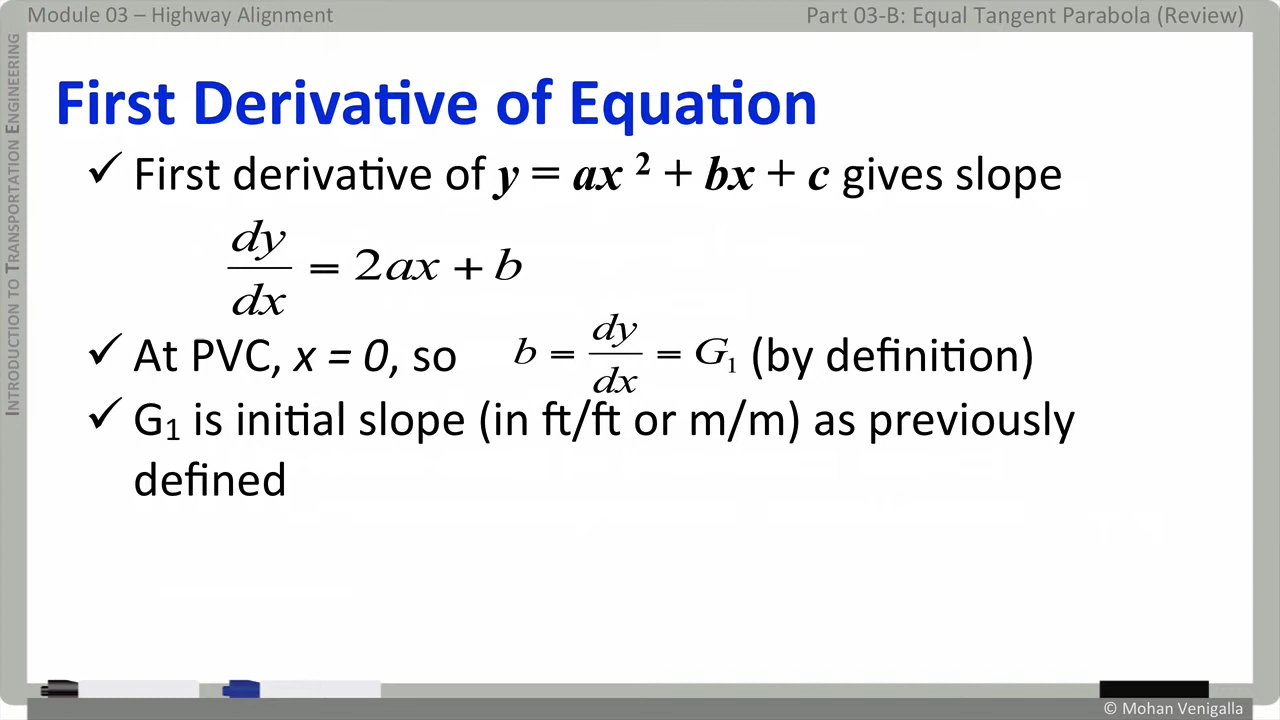 Module 03 – Highway Alignment
Part 03-B: Equal Tangent Parabola (Review)
INTRODUCTION TO TRANSPORTATION ENGINEERING
First Derivative of Equation
✓ First derivative of y = ax ² + bx + c gives slope
dy/dx = 2ax + b
✓ At PVC, x = 0, so b = dy/dx = G₁ (by definition)
✓ G₁ is initial slope (in ft/ft or m/m) as previously
defined
© Mohan Venigalla